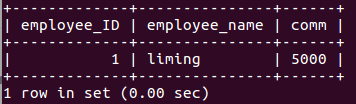 +-------------+---------------+------+
| employee_ID | employee_name | comm |
+-------------+---------------+------+
|           1 | liming        | 5000 |
+-------------+---------------+------+
1 row in set (0.00 sec)